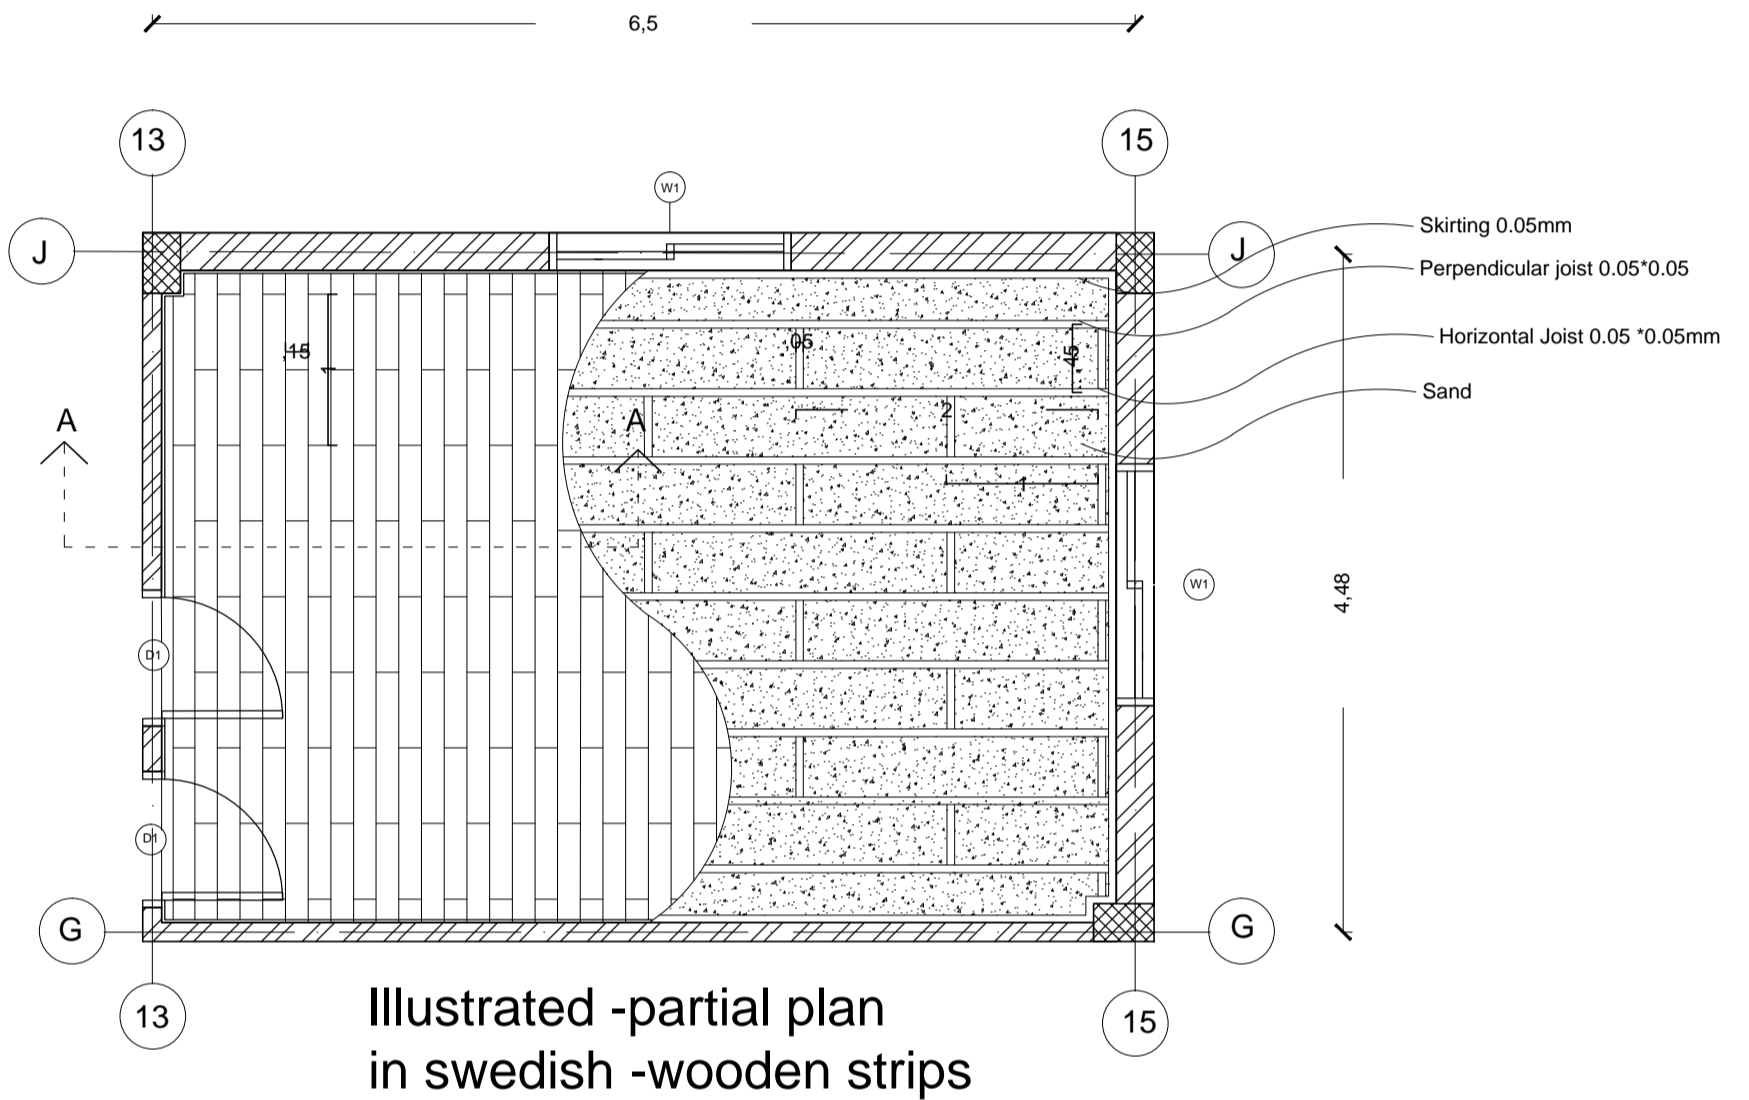 6,5
13
15
W1
J
J
Skirting 0.05mm
Perpendicular joist 0.05*0.05
Horizontal Joist 0.05 *0.05mm
Sand
,15
1
,05
,45
2
A
A
1
W1
4,48
D1
D1
G
G
13
15
Illustrated -partial plan
in swedish -wooden strips